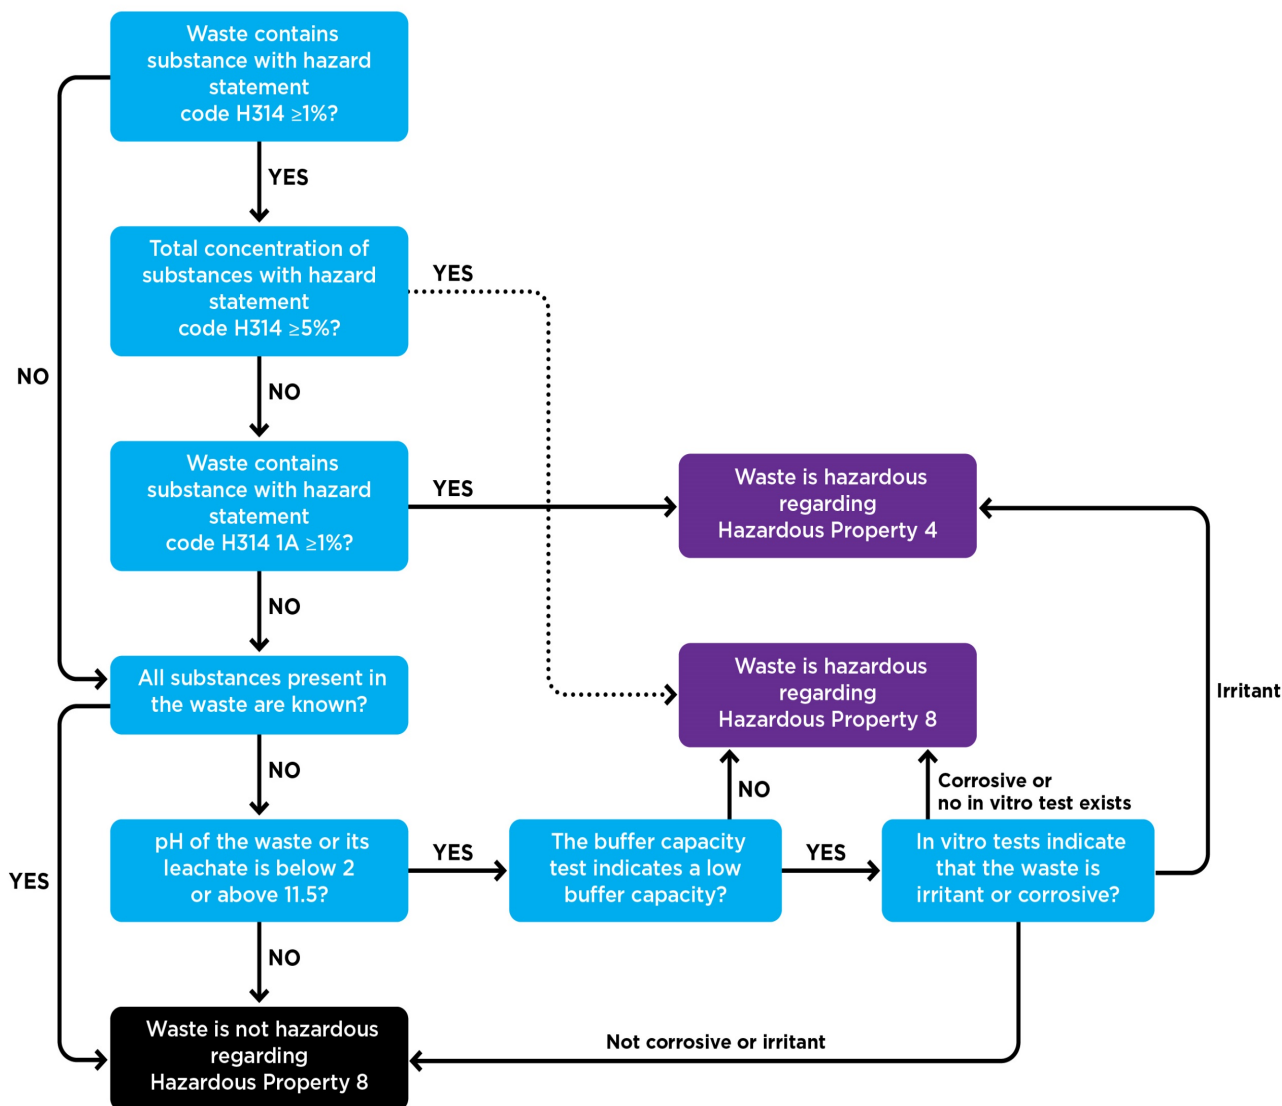 Waste contains
substance with hazard
statement
code H314 ≥1%?
YES
Total concentration of
substances with hazard
statement
code H314 ≥5%?
YES
NO
NO
Waste contains
substance with hazard
statement
code H314 1A ≥1%?
YES
Waste is hazardous
regarding
Hazardous Property 4
NO
All substances present in
the waste are known?
Waste is hazardous
regarding
Hazardous Property 8
Irritant
NO
NO
Corrosive or
no in vitro test exists
YES
pH of the waste or its
leachate is below 2
or above 11.5?
YES
The buffer capacity
test indicates a low
buffer capacity?
YES
In vitro tests indicate
that the waste is
irritant or corrosive?
NO
Waste is not hazardous
regarding
Hazardous Property 8
Not corrosive or irritant